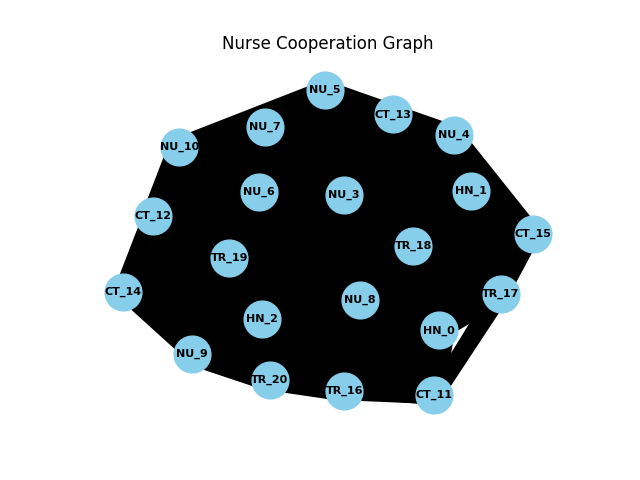 Nurse Cooperation Graph
NU_5
CT_13
NU_7
NU_4
NU_10
HN_1
NU_6
NU_3
CT_12
CT_15
TR_18
TR_19
CT_14
TR_17
NU_8
HN_2
HN_0
NU_9
TR_20
TR_16
CT_11